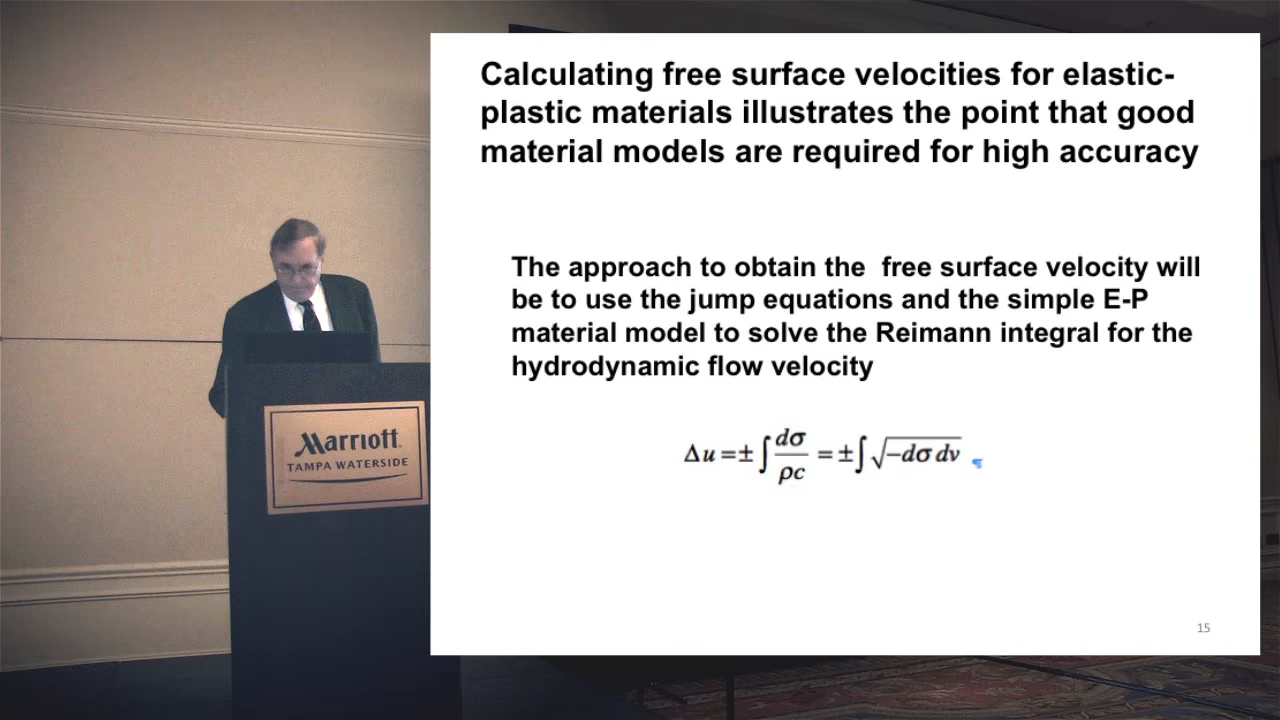 Calculating free surface velocities for elastic-
plastic materials illustrates the point that good
material models are required for high accuracy
The approach to obtain the free surface velocity will
be to use the jump equations and the simple E-P
material model to solve the Reimann integral for the
hydrodynamic flow velocity
Δu = ± ∫ dσ/ρc = ± ∫ √−dσ dv ¶
Marriott
TAMPA WATERSIDE
15